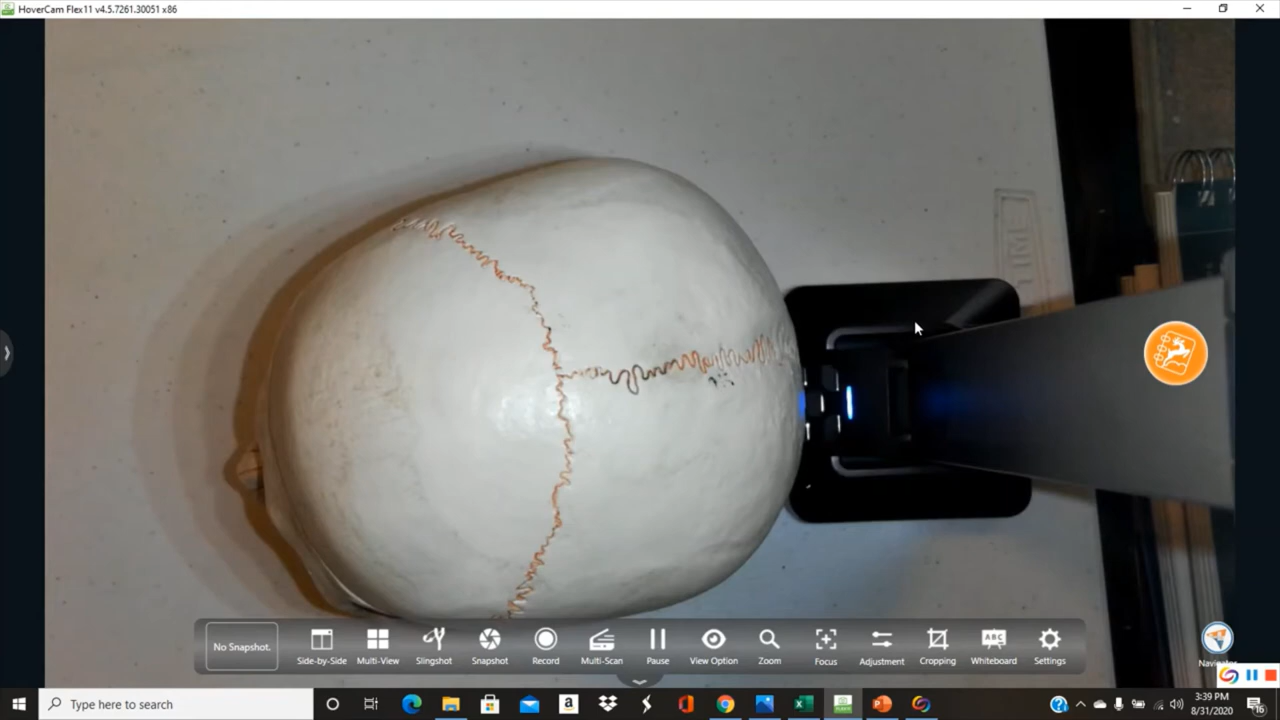 HoverCam Flex11 v4.5.7261.30051 x86
No Snapshot.
Side-by-Side
Multi-View
Slingshot
Snapshot
Record
Multi-Scan
Pause
View Option
Zoom
Focus
Adjustment
Cropping
ABC
Whiteboard
Settings
Type here to search
3:39 PM
8/31/2020
16